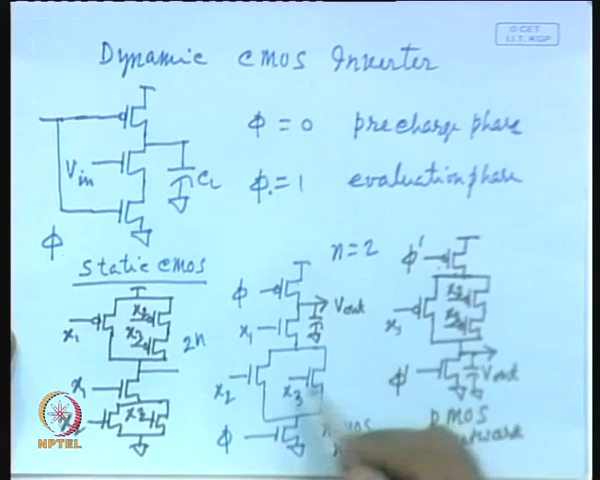 © CET
I.I.T. KGP
Dynamic CMOS Inverter
Vin
CL
ϕ
ϕ = 0 precharge phase
ϕ = 1 evaluation phase
Static CMOS
x1
x2
x3
2n
x1
x2
n = 2
ϕ
Vout
x1
x2
x3
ϕ
ϕ'
x1
x2
x3
ϕ'
Vout
PMOS
NPTEL